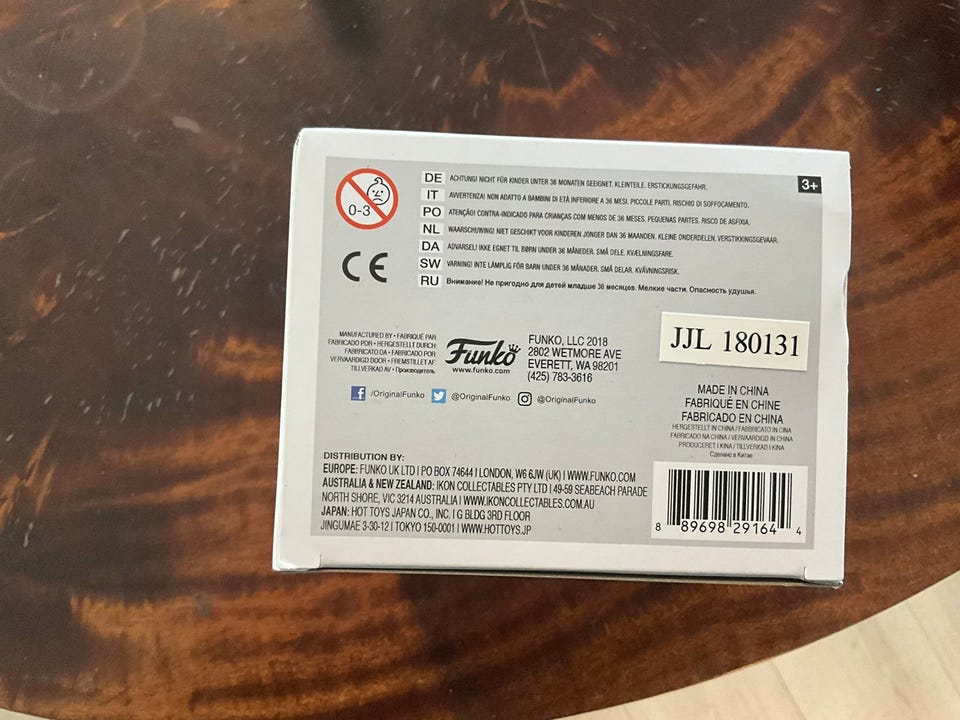 0-3
DE ACHTUNG! NICHT FÜR KINDER UNTER 36 MONATEN GEEIGNET. KLEINTEILE. ERSTICKUNGSGEFAHR.
IT AVVERTENZA! NON ADATTO A BAMBINI DI ETÀ INFERIORE A 36 MESI. PICCOLE PARTI, RISCHIO DI SOFFOCAMENTO.
PO ATENÇÃO! CONTRA-INDICADO PARA CRIANÇAS COM MENOS DE 36 MESES. PEQUENAS PARTES. RISCO DE ASFIXIA.
NL WAARSCHUWING! NIET GESCHIKT VOOR KINDEREN JONGER DAN 36 MAANDEN. KLEINE ONDERDELEN. VERSTIKKINGSGEVAAR.
DA ADVARSEL! IKKE EGNET TIL BØRN UNDER 36 MÅNEDER. SMÅ DELE. KVÆLNINGSFARE.
SW VARNING! INTE LÄMPLIG FÖR BARN UNDER 36 MÅNADER. SMÅ DELAR. KVÄVNINGSRISK.
RU Внимание! Не пригодно для детей младше 36 месяцев. Мелкие части. Опасность удушья.
3+
CE
MANUFACTURED BY • FABRIQUÉ PAR
FABRICADO POR • HERGESTELLT DURCH
FABBRICATO DA • FABRICADO POR
VERVAARDIGD DOOR • FREMSTILLET AF
TILLVERKAD AV • Производитель
Funko
www.funko.com
FUNKO, LLC 2018
2802 WETMORE AVE
EVERETT, WA 98201
(425) 783-3616
/OriginalFunko @OriginalFunko @OriginalFunko
JJL 180131
MADE IN CHINA
FABRIQUÉ EN CHINE
FABRICADO EN CHINA
HERGESTELLT IN CHINA / FABBRICATO IN CINA
FABRICADO NA CHINA / VERVAARDIGD IN CHINA
PRODUCERET I KINA / TILLVERKAD I KINA
Сделано в Китае
DISTRIBUTION BY:
EUROPE: FUNKO UK LTD | PO BOX 74644 | LONDON, W6 6JW (UK) | WWW.FUNKO.COM
AUSTRALIA & NEW ZEALAND: IKON COLLECTABLES PTY LTD | 49-59 SEABEACH PARADE
NORTH SHORE, VIC 3214 AUSTRALIA | WWW.IKONCOLLECTABLES.COM.AU
JAPAN: HOT TOYS JAPAN CO., INC. | G BLDG 3RD FLOOR
JINGUMAE 3-30-12 | TOKYO 150-0001 | WWW.HOTTOYS.JP
8 89698 29164 4